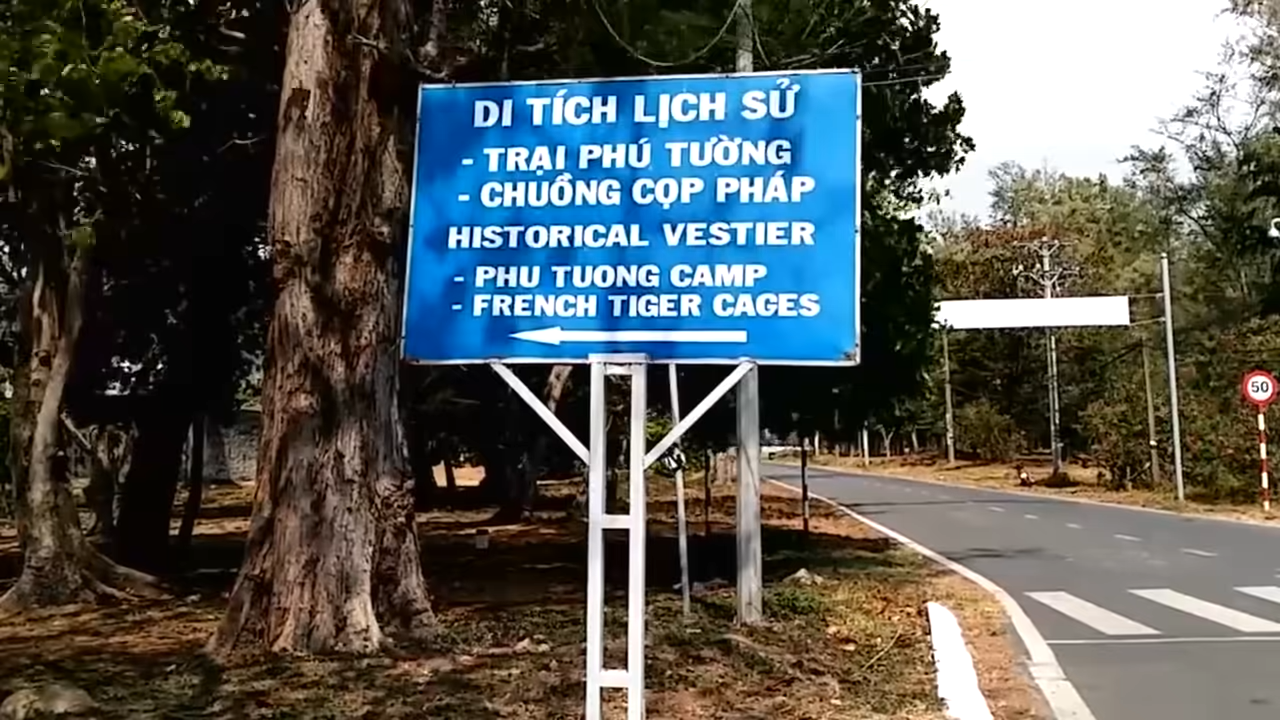 DI TÍCH LỊCH SỬ
- TRẠI PHÚ TƯỜNG
- CHUỒNG CỌP PHÁP
HISTORICAL VESTIER
- PHU TUONG CAMP
- FRENCH TIGER CAGES
50